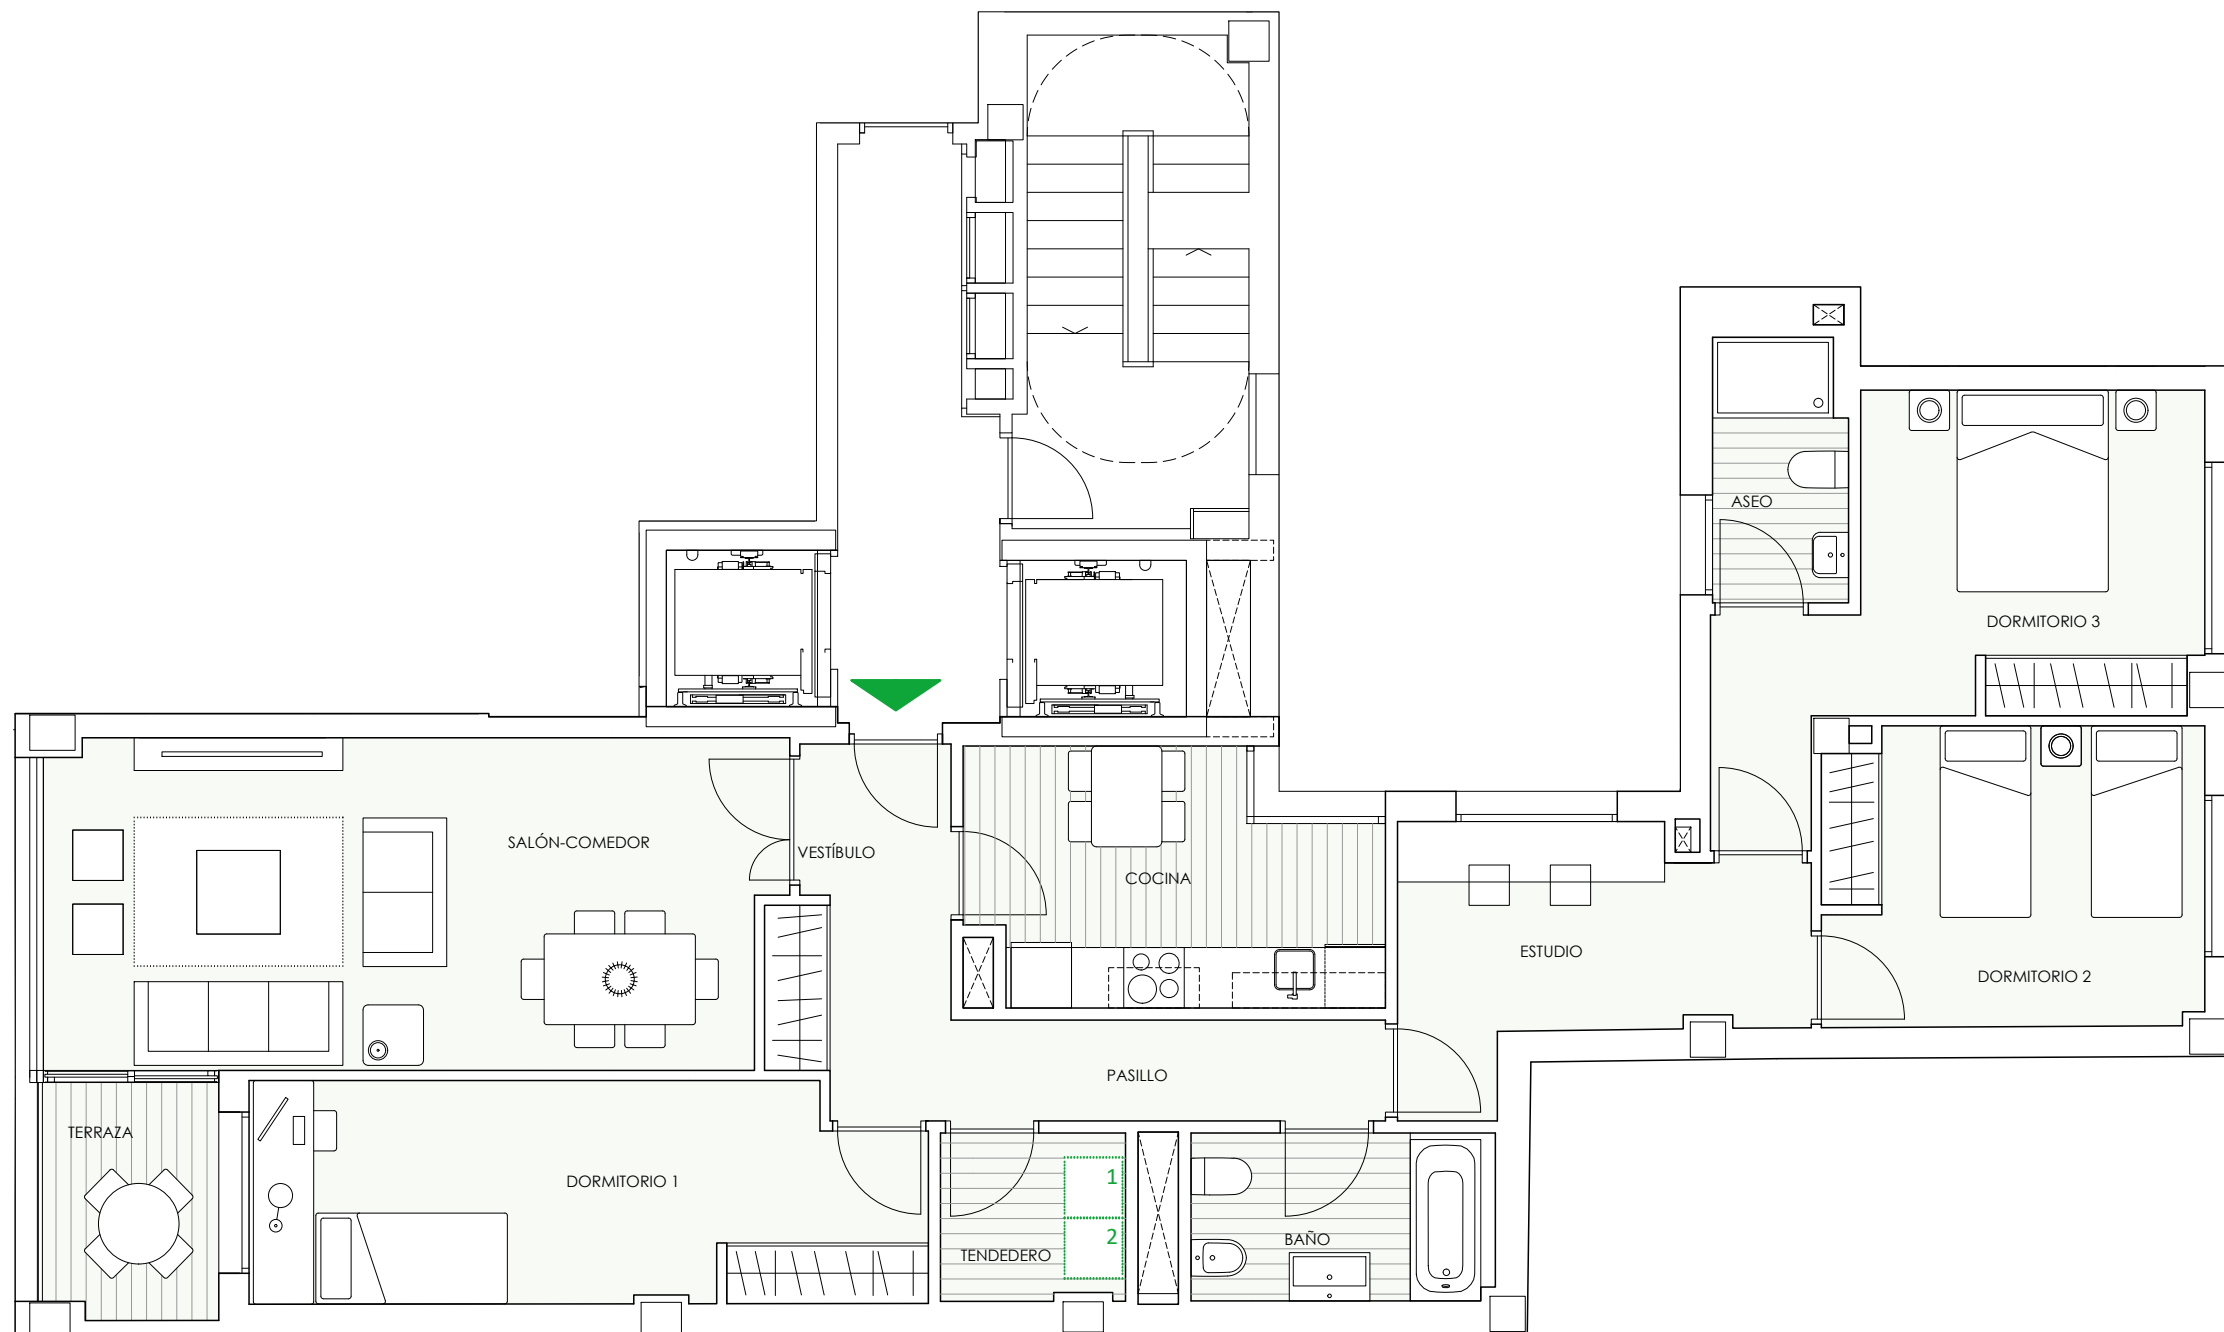 ASEO
DORMITORIO 3
SALÓN-COMEDOR
VESTÍBULO
COCINA
ESTUDIO
DORMITORIO 2
PASILLO
TERRAZA
DORMITORIO 1
1
2
TENDEDERO
BAÑO